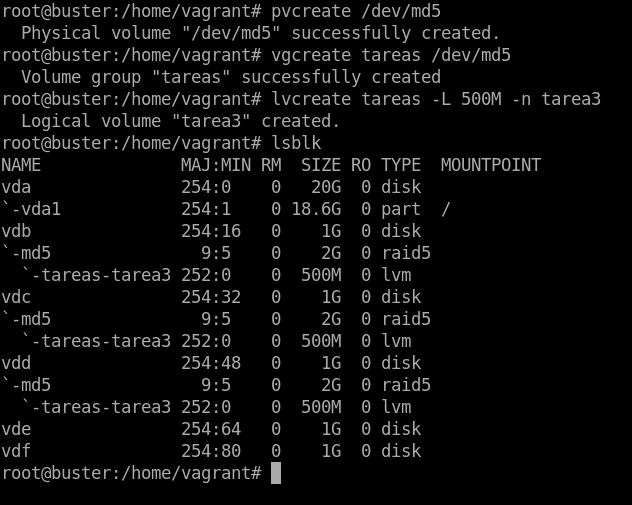 root@buster:/home/vagrant# pvcreate /dev/md5
  Physical volume "/dev/md5" successfully created.
root@buster:/home/vagrant# vgcreate tareas /dev/md5
  Volume group "tareas" successfully created
root@buster:/home/vagrant# lvcreate tareas -L 500M -n tarea3
  Logical volume "tarea3" created.
root@buster:/home/vagrant# lsblk
NAME              MAJ:MIN RM  SIZE RO TYPE  MOUNTPOINT
vda               254:0    0   20G  0 disk
`-vda1            254:1    0 18.6G  0 part  /
vdb               254:16   0    1G  0 disk
`-md5               9:5    0    2G  0 raid5
  `-tareas-tarea3 252:0    0  500M  0 lvm
vdc               254:32   0    1G  0 disk
`-md5               9:5    0    2G  0 raid5
  `-tareas-tarea3 252:0    0  500M  0 lvm
vdd               254:48   0    1G  0 disk
`-md5               9:5    0    2G  0 raid5
  `-tareas-tarea3 252:0    0  500M  0 lvm
vde               254:64   0    1G  0 disk
vdf               254:80   0    1G  0 disk
root@buster:/home/vagrant#